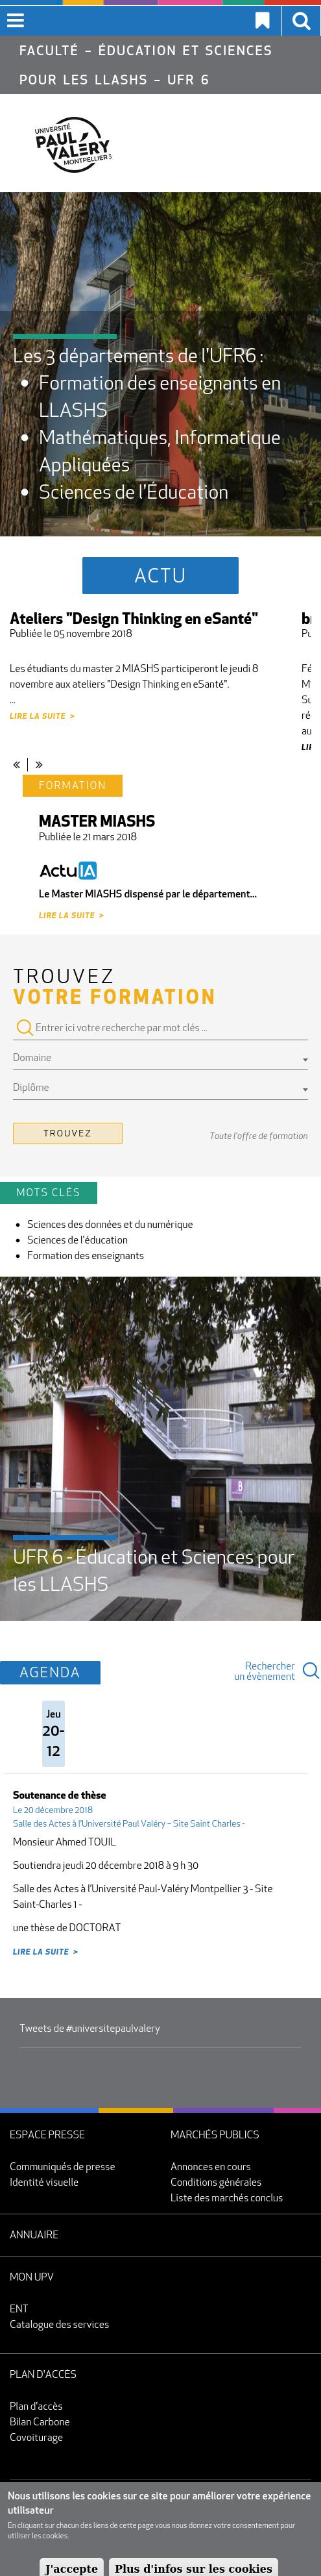 FACULTÉ – ÉDUCATION ET SCIENCES
POUR LES LLASHS – UFR 6
UNIVERSITÉ
PAUL
VALÉRY
MONTPELLIER 3
Les 3 départements de l'UFR6 :
• Formation des enseignants en
LLASHS
• Mathématiques, Informatique
Appliquées
• Sciences de l'Éducation
ACTU
Ateliers "Design Thinking en eSanté"
Publiée le 05 novembre 2018
Les étudiants du master 2 MIASHS participeront le jeudi 8
novembre aux ateliers "Design Thinking en eSanté".
...
LIRE LA SUITE >
« | »
FORMATION
MASTER MIASHS
Publiée le 21 mars 2018
ActuIA
Le Master MIASHS dispensé par le département...
LIRE LA SUITE >
TROUVEZ
VOTRE FORMATION
Entrer ici votre recherche par mot clés ...
Domaine
Diplôme
TROUVEZ
Toute l'offre de formation
MOTS CLÉS
• Sciences des données et du numérique
• Sciences de l'éducation
• Formation des enseignants
B
UFR 6 - Éducation et Sciences pour
les LLASHS
AGENDA
Rechercher
un évènement
Jeu
20-
12
Soutenance de thèse
Le 20 décembre 2018
Salle des Actes à l'Université Paul Valéry – Site Saint Charles -
Monsieur Ahmed TOUIL
Soutiendra jeudi 20 décembre 2018 à 9 h 30
Salle des Actes à l'Université Paul-Valéry Montpellier 3 - Site
Saint-Charles 1 -
une thèse de DOCTORAT
LIRE LA SUITE >
Tweets de #universitepaulvalery
ESPACE PRESSE
Communiqués de presse
Identité visuelle
MARCHÉS PUBLICS
Annonces en cours
Conditions générales
Liste des marchés conclus
ANNUAIRE
MON UPV
ENT
Catalogue des services
PLAN D'ACCÈS
Plan d'accès
Bilan Carbone
Covoiturage
Nous utilisons les cookies sur ce site pour améliorer votre expérience
utilisateur
En cliquant sur chacun des liens de cette page vous nous donnez votre consentement pour
utiliser les cookies.
J'accepte
Plus d'infos sur les cookies